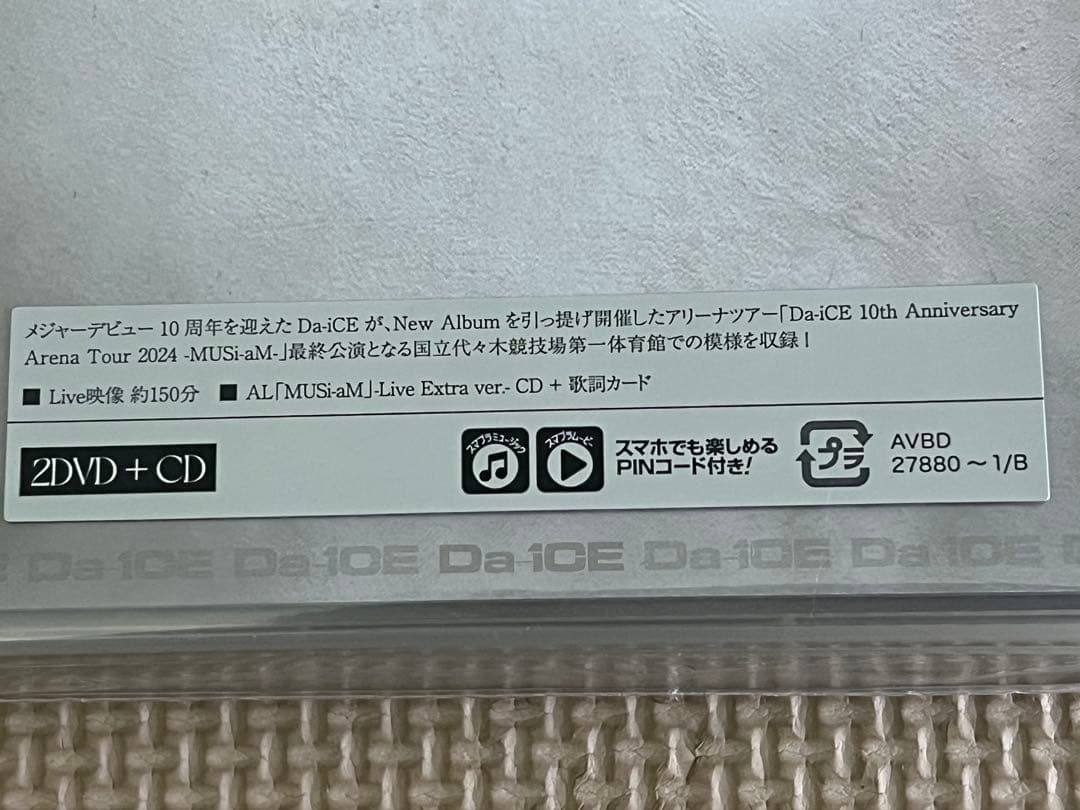 メジャーデビュー 10 周年を迎えた Da-iCE が、New Album を引っ提げ開催したアリーナツアー「Da-iCE 10th Anniversary
Arena Tour 2024 -MUSi-aM-」最終公演となる国立代々木競技場第一体育館での模様を収録！
■ Live映像 約150分 ■ AL「MUSi-aM」-Live Extra ver.- CD + 歌詞カード
2DVD + CD
スマプラミュージック
スマプラムービー
スマホでも楽しめる
PINコード付き!
プラ
AVBD
27880 ~ 1/B
Da-iCE Da-iCE Da-iCE Da-iCE Da-iCE